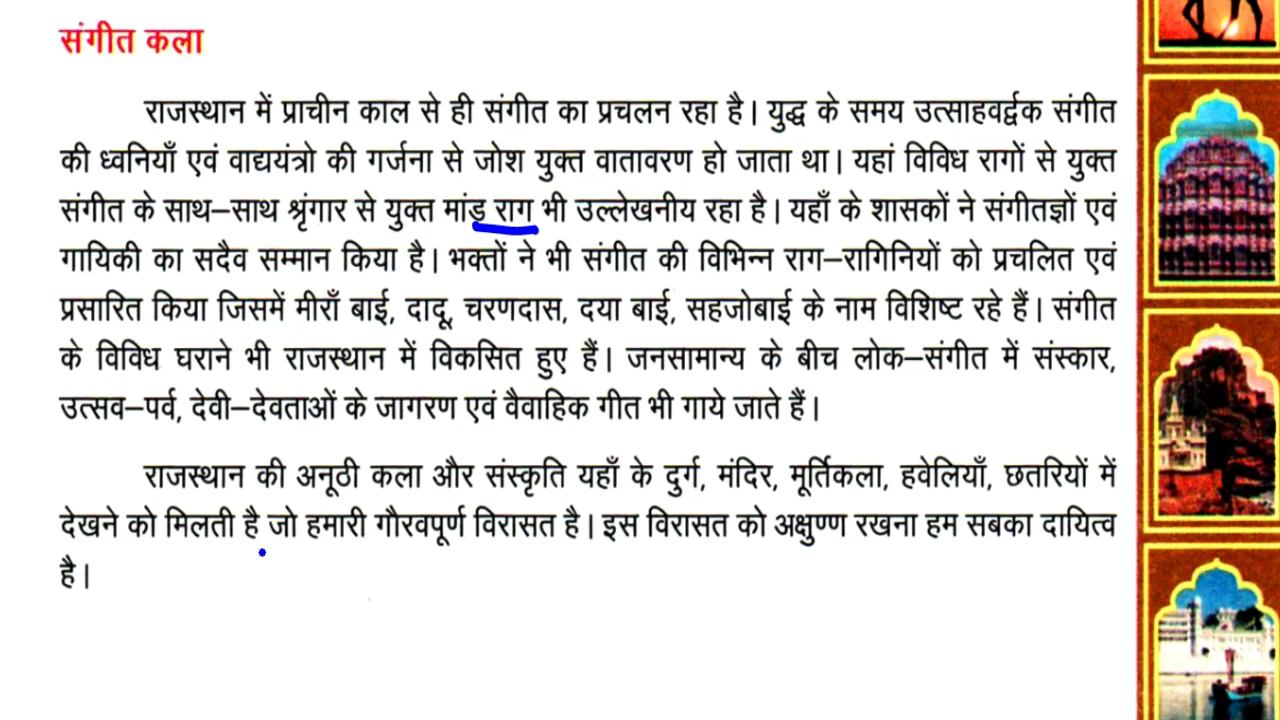 संगीत कला
राजस्थान में प्राचीन काल से ही संगीत का प्रचलन रहा है। युद्ध के समय उत्साहवर्द्वक संगीत
की ध्वनियाँ एवं वाद्ययंत्रो की गर्जना से जोश युक्त वातावरण हो जाता था। यहां विविध रागों से युक्त
संगीत के साथ–साथ श्रृंगार से युक्त मांड राग भी उल्लेखनीय रहा है। यहाँ के शासकों ने संगीतज्ञों एवं
गायिकी का सदैव सम्मान किया है। भक्तों ने भी संगीत की विभिन्न राग–रागिनियों को प्रचलित एवं
प्रसारित किया जिसमें मीराँ बाई, दादू, चरणदास, दया बाई, सहजोबाई के नाम विशिष्ट रहे हैं। संगीत
के विविध घराने भी राजस्थान में विकसित हुए हैं। जनसामान्य के बीच लोक–संगीत में संस्कार,
उत्सव–पर्व, देवी–देवताओं के जागरण एवं वैवाहिक गीत भी गाये जाते हैं।
राजस्थान की अनूठी कला और संस्कृति यहाँ के दुर्ग, मंदिर, मूर्तिकला, हवेलियाँ, छतरियों में
देखने को मिलती है जो हमारी गौरवपूर्ण विरासत है। इस विरासत को अक्षुण्ण रखना हम सबका दायित्व
है।